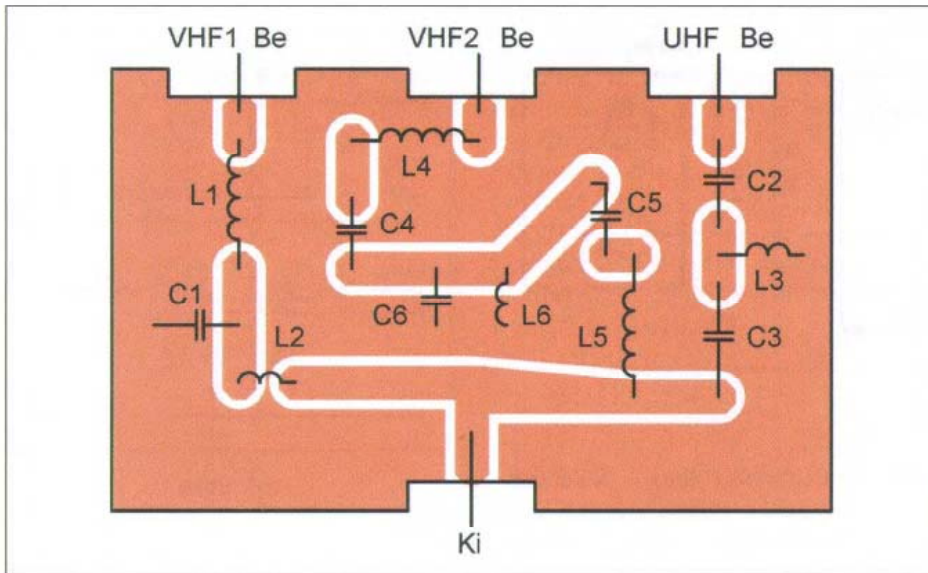 VHF1 Be VHF2 Be UHF Be
L4
C2
L1
C4
C5
L3
C1
C6
L6
L5
C3
L2
Ki